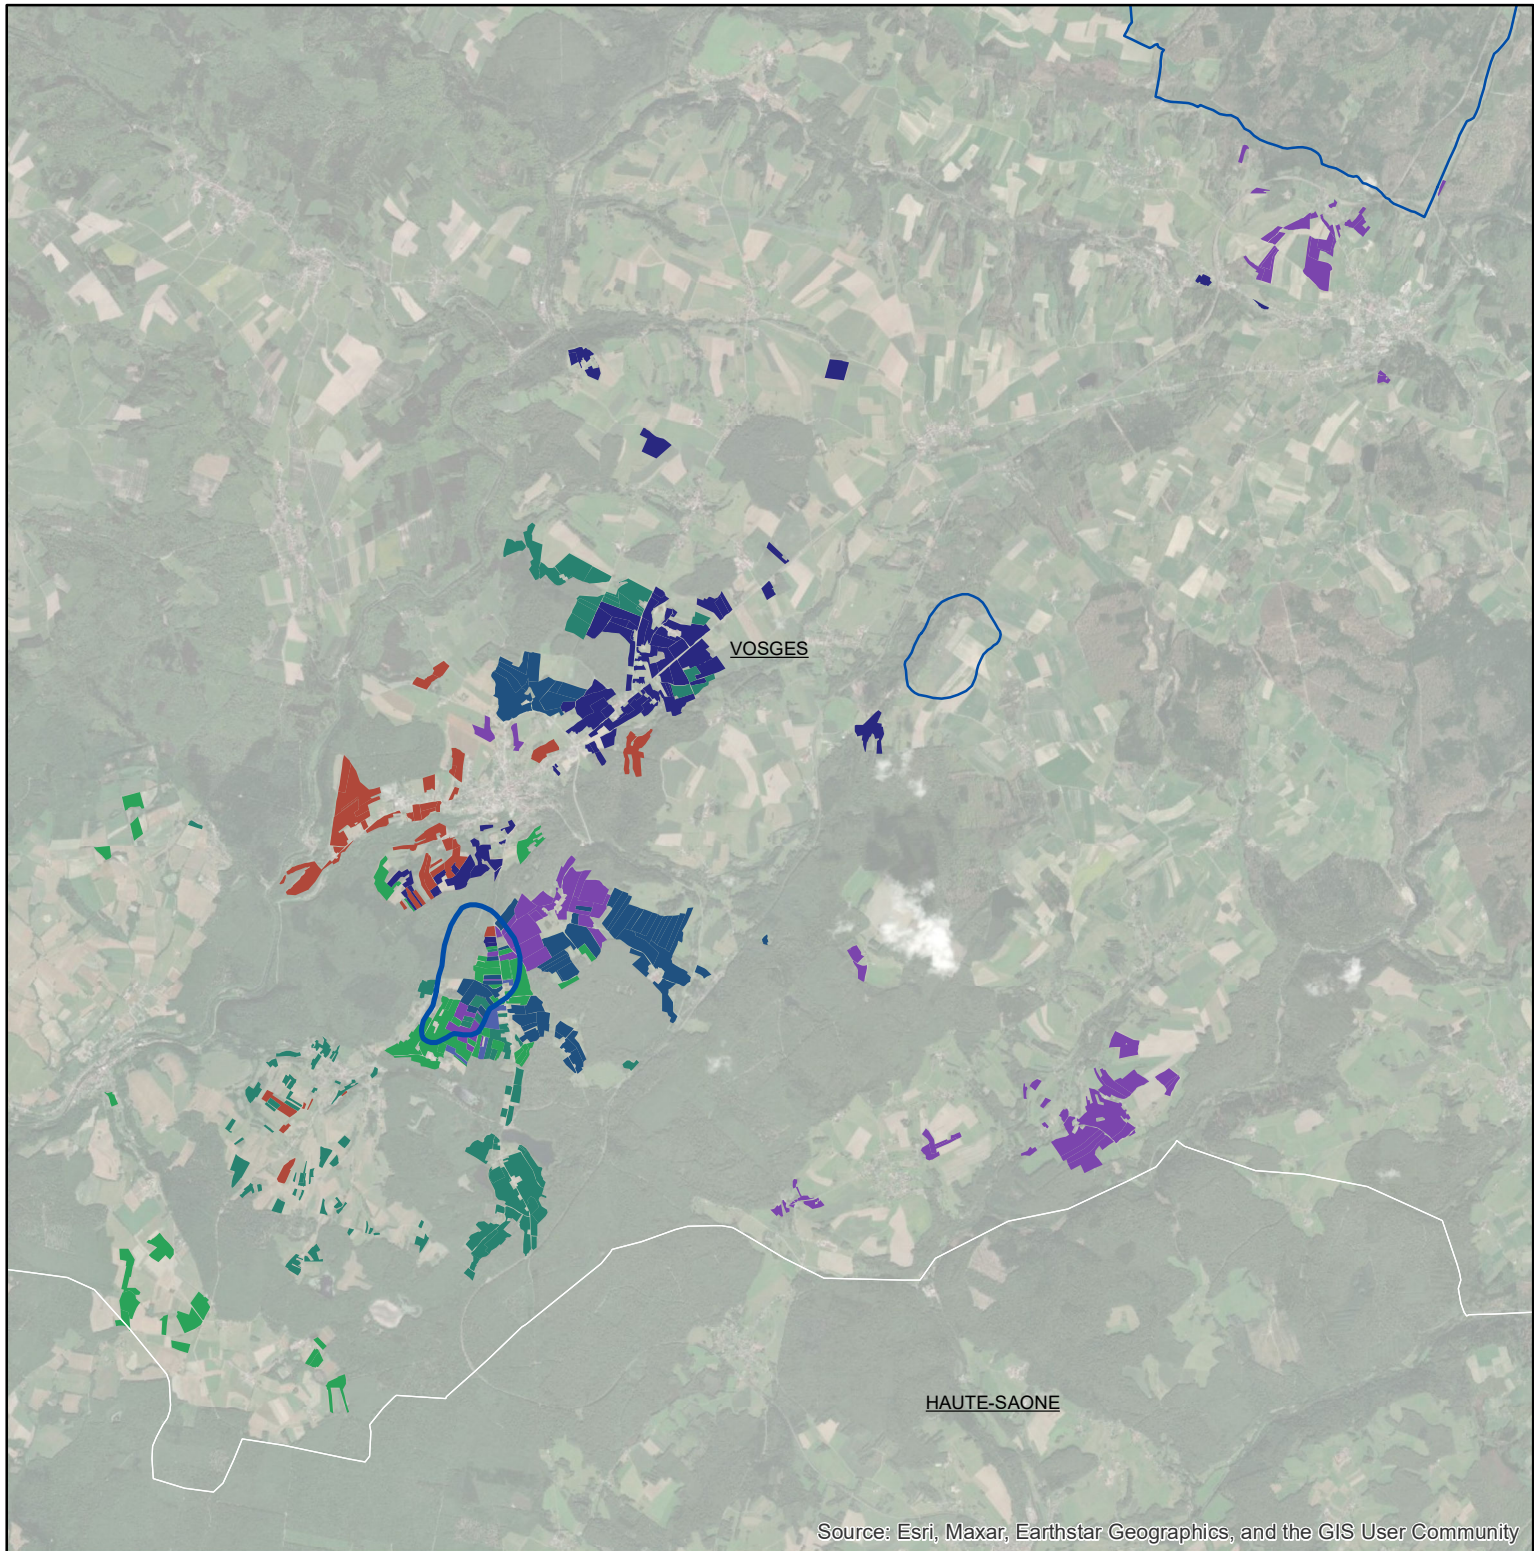 VOSGES
HAUTE-SAONE
Source: Esri, Maxar, Earthstar Geographics, and the GIS User Community